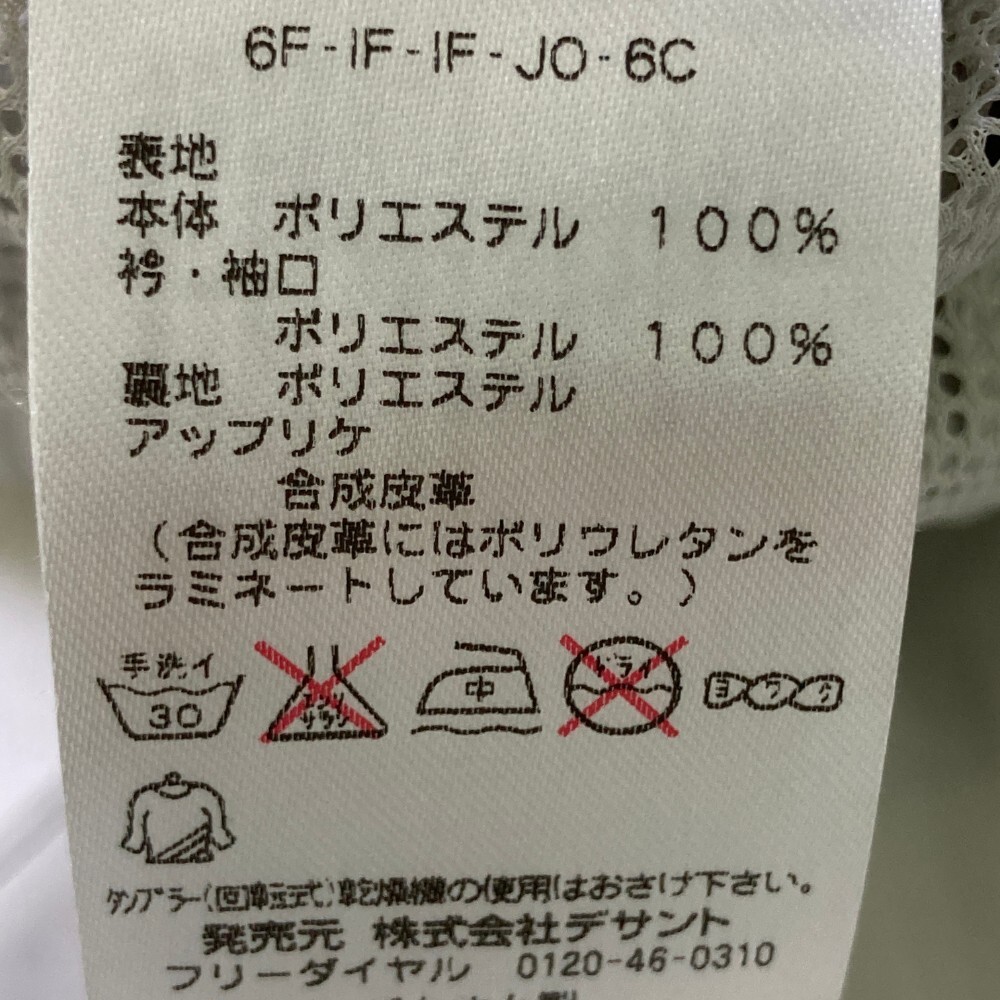 6F-IF-IF-JO-6C
表地
本体 ポリエステル 100%
衿・袖口
ポリエステル 100%
裏地 ポリエステル
アップリケ
合成皮革
(合成皮革にはポリウレタンを
ラミネートしています。)
手洗イ
30
エンソ
サラシ
中
ドライ
ヨワク
タンブラー(回転式)乾燥機の使用はおさけ下さい。
発売元 株式会社デサント
フリーダイヤル 0120-46-0310